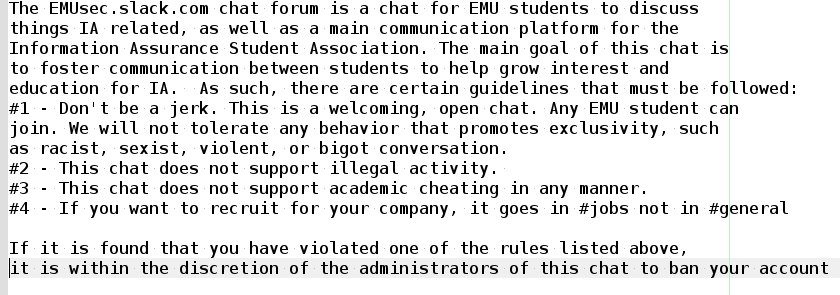 The EMUsec.slack.com chat forum is a chat for EMU students to discuss
things IA related, as well as a main communication platform for the
Information Assurance Student Association. The main goal of this chat is
to foster communication between students to help grow interest and
education for IA.  As such, there are certain guidelines that must be followed:
#1 - Don't be a jerk. This is a welcoming, open chat. Any EMU student can
join. We will not tolerate any behavior that promotes exclusivity, such
as racist, sexist, violent, or bigot conversation.
#2 - This chat does not support illegal activity.
#3 - This chat does not support academic cheating in any manner.
#4 - If you want to recruit for your company, it goes in #jobs not in #general

If it is found that you have violated one of the rules listed above,
it is within the discretion of the administrators of this chat to ban your account